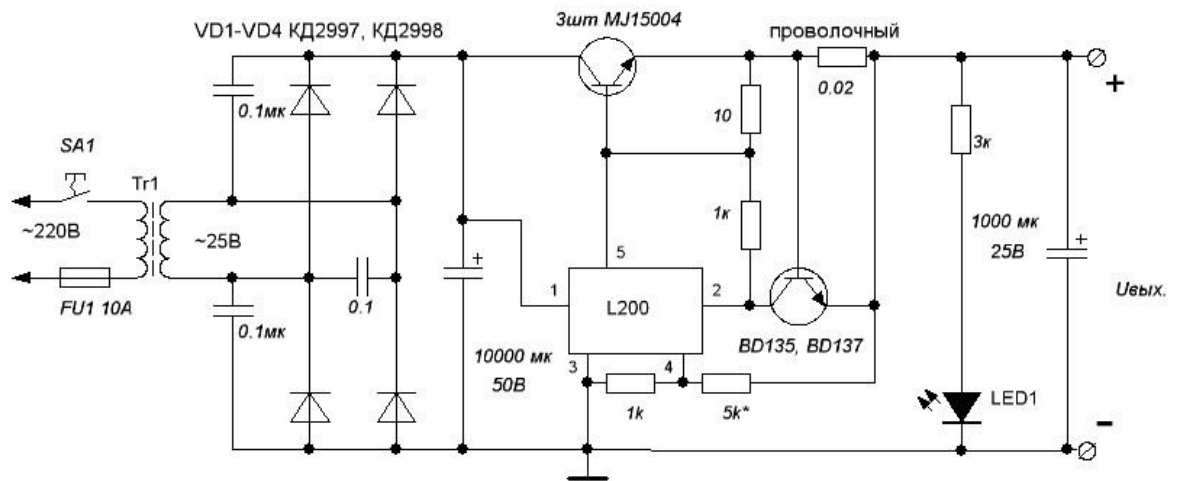 3шт MJ15004
VD1-VD4 КД2997, КД2998
проволочный
0.1мк
10
0.02
+
SA1
3к
Tr1
1к
1000 мк
25В
+
~220В
~25В
+
5
1
2
L200
Uвых.
FU1 10А
0.1
0.1мк
BD135, BD137
10000 мк
50В
3
4
1k
5k*
LED1
-